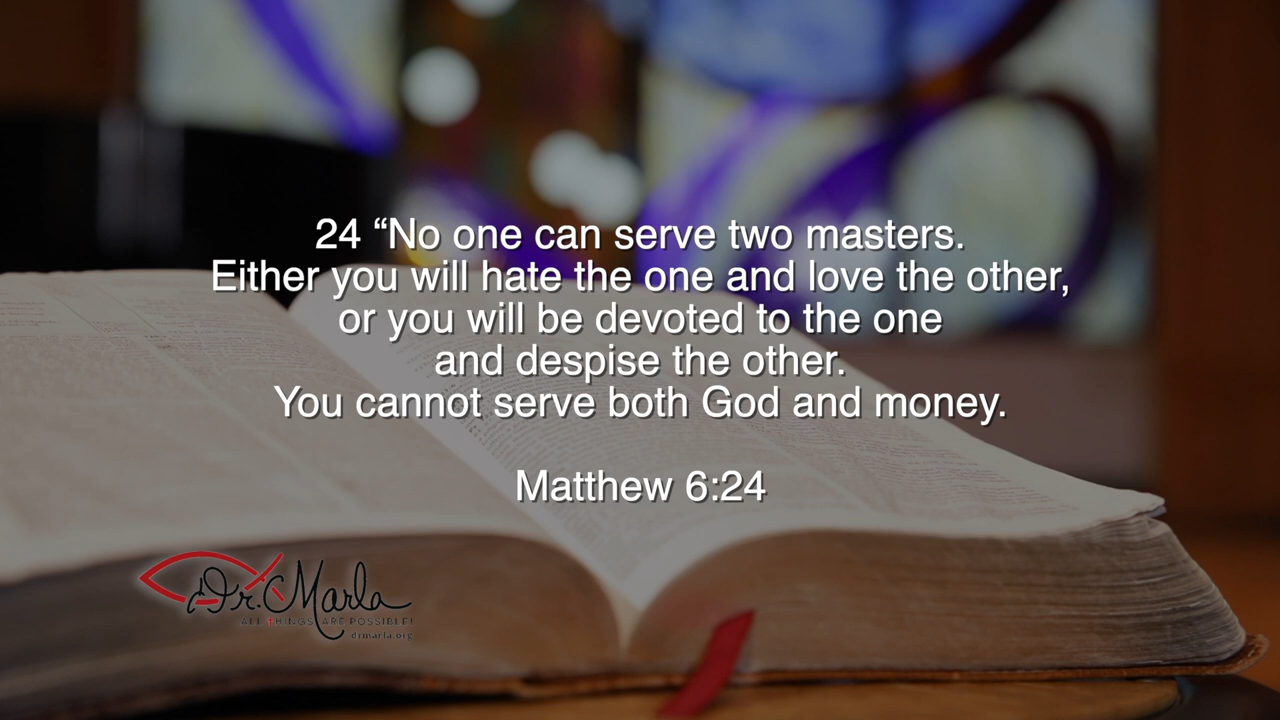 24 “No one can serve two masters.
Either you will hate the one and love the other,
or you will be devoted to the one
and despise the other.
You cannot serve both God and money.
Matthew 6:24
Dr. Marla
ALL THINGS ARE POSSIBLE!
drmarla.org